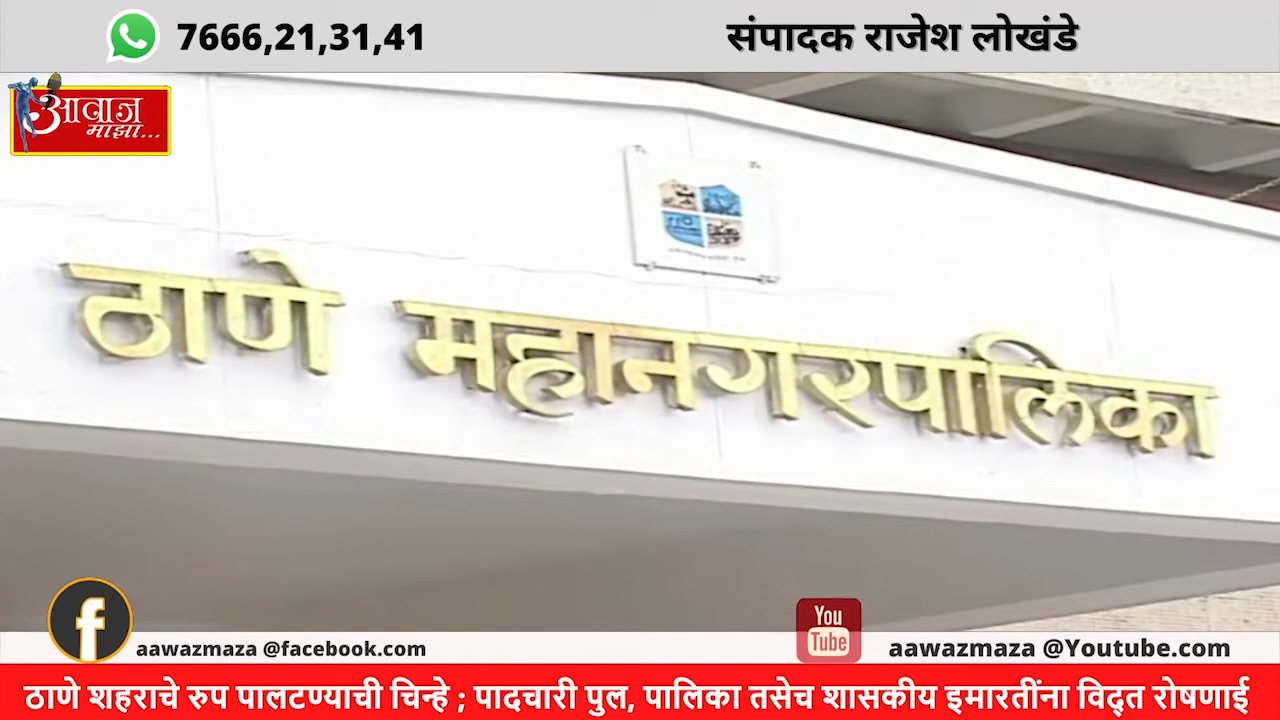 7666,21,31,41
संपादक राजेश लोखंडे
आवाज
माझा...
ठाणे महानगरपालिका
aawazmaza @facebook.com
You
Tube
aawazmaza @Youtube.com
ठाणे शहराचे रुप पालटण्याची चिन्हे ; पादचारी पुल, पालिका तसेच शासकीय इमारतींना विद्त रोषणाई